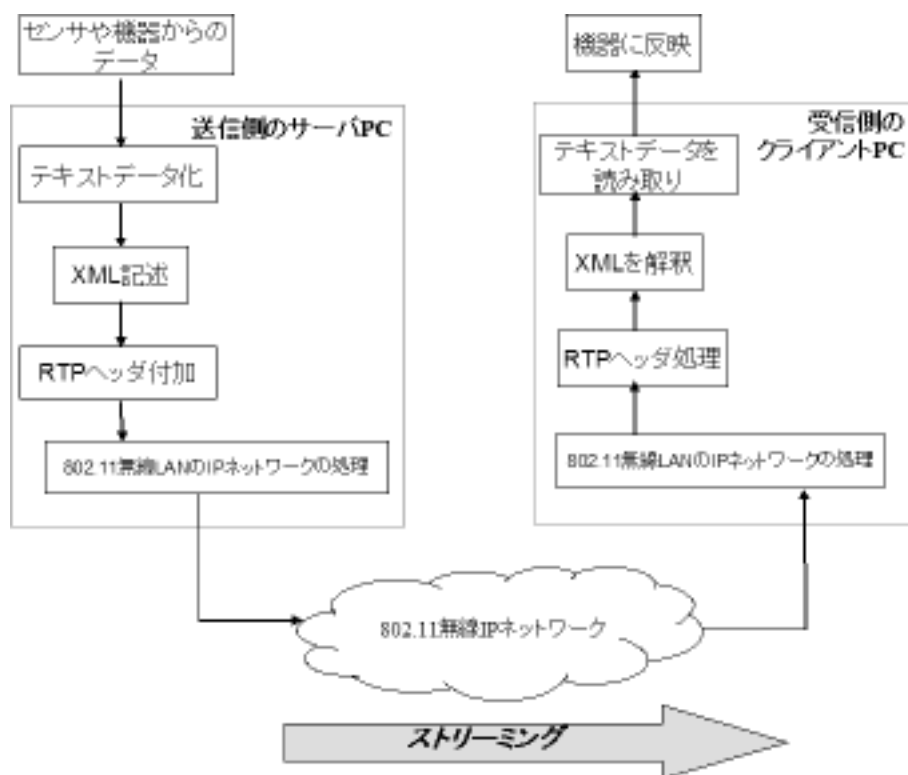 センサや機器からの
データ
送信側のサーバPC
テキストデータ化
XML記述
RTPヘッダ付加
802.11無線LANのIPネットワークの処理
機器に反映
受信側の
クライアントPC
テキストデータを
読み取り
XMLを解釈
RTPヘッダ処理
802.11無線LANのIPネットワークの処理
802.11無線IPネットワーク
ストリーミング